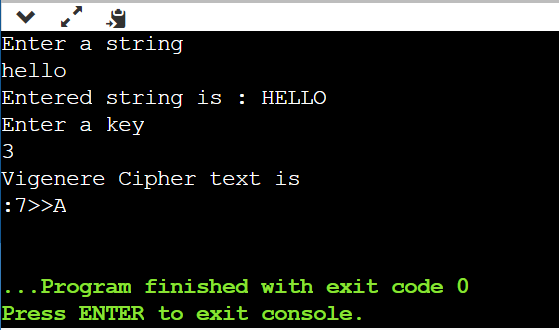 Enter a string
hello
Entered string is : HELLO
Enter a key
3
Vigenere Cipher text is
:7>>A
...Program finished with exit code 0
Press ENTER to exit console.